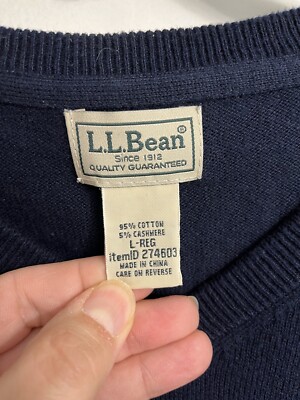 L.L.Bean®
Since 1912
QUALITY GUARANTEED
95% COTTON
5% CASHMERE
L-REG
itemID 274603
MADE IN CHINA
CARE ON REVERSE